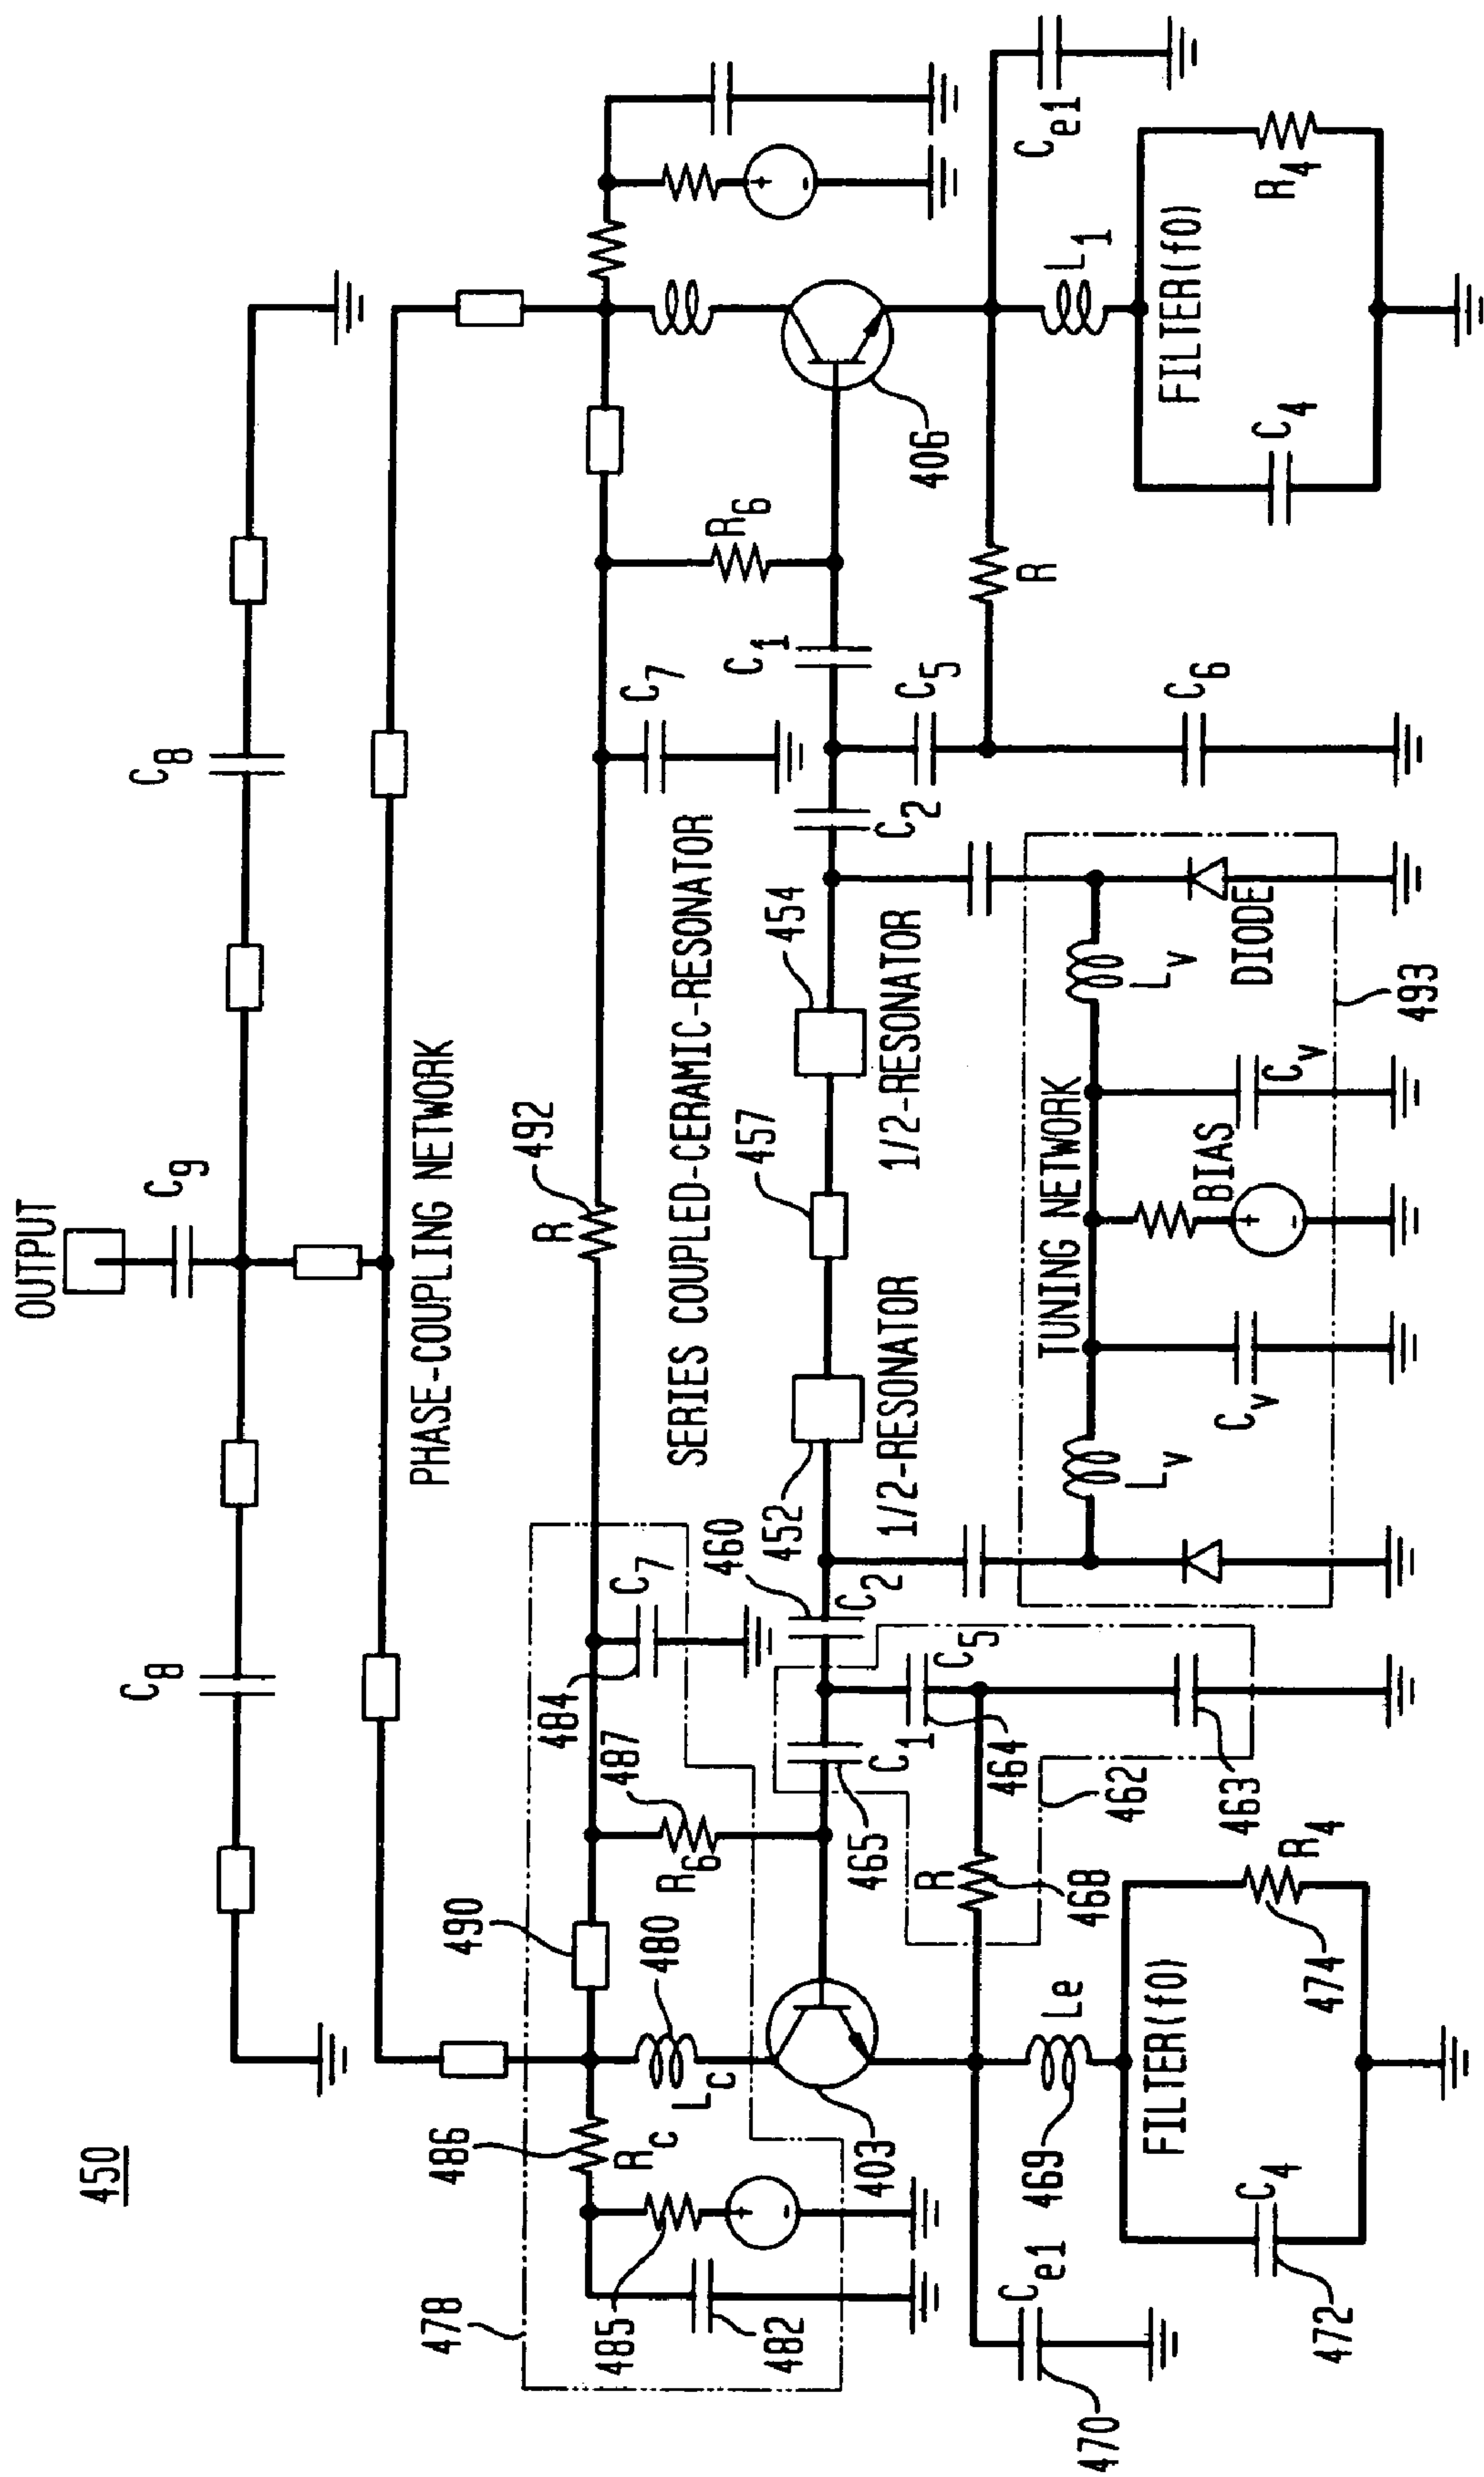 450
OUTPUT
C9
C8
C8
PHASE-COUPLING NETWORK
478
486
RC
485
482
490
480
LC
R6
487
484
C7
R
492
SERIES COUPLED-CERAMIC-RESONATOR
C7
R6
403
465
C1
460
C2
452
1/2-RESONATOR
457
454
1/2-RESONATOR
C2
C1
406
C5
464
R
468
462
463
C5
C6
R
470
Ce1
469
Le
FILTER(f0)
472
C4
474
R4
TUNING NETWORK
LV
CV
BIAS
CV
LV
DIODE
493
Ce1
L1
FILTER(f0)
C4
R4